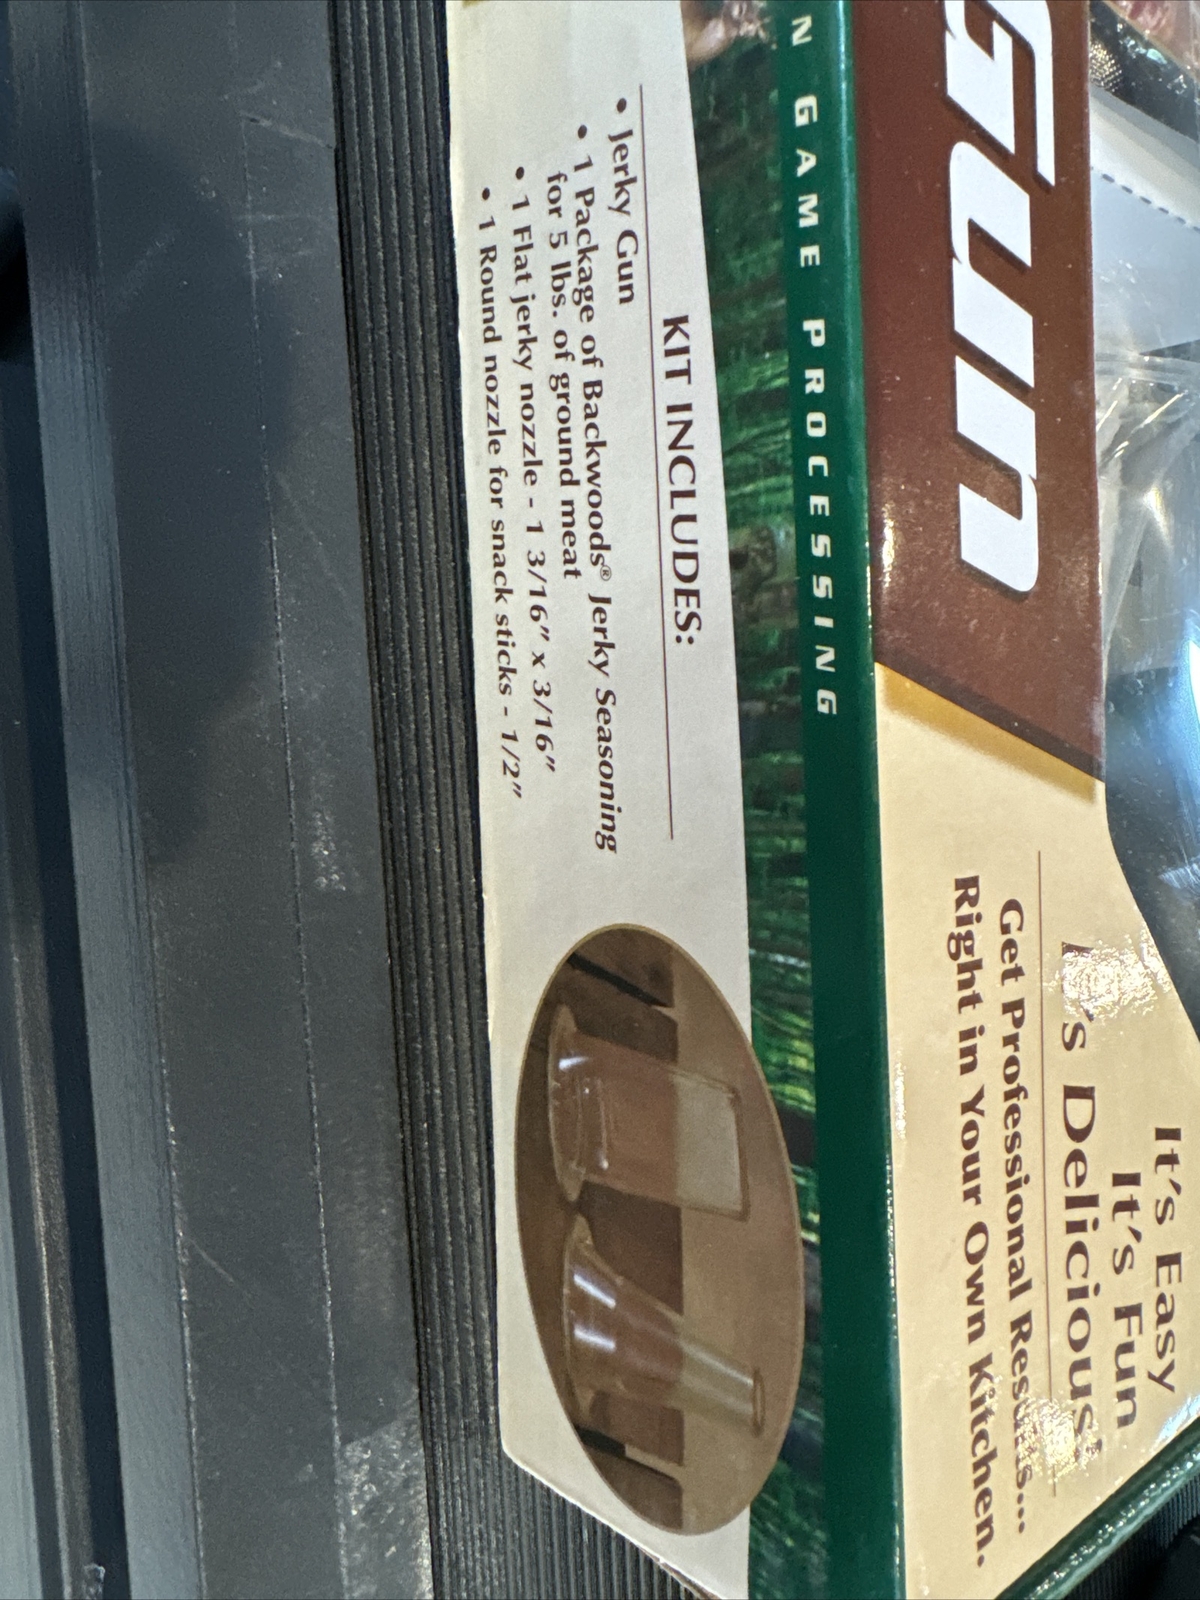 Gun
It's Easy
It's Fun
Delicious
Get Professional
Right in Your Own Kitchen.
GAME PROCESSING
KIT INCLUDES:
• Jerky Gun
• 1 Package of Backwoods® Jerky Seasoning
for 5 lbs. of ground meat
• 1 Flat jerky nozzle - 1 3/16" x 3/16"
• 1 Round nozzle for snack sticks - 1/2"